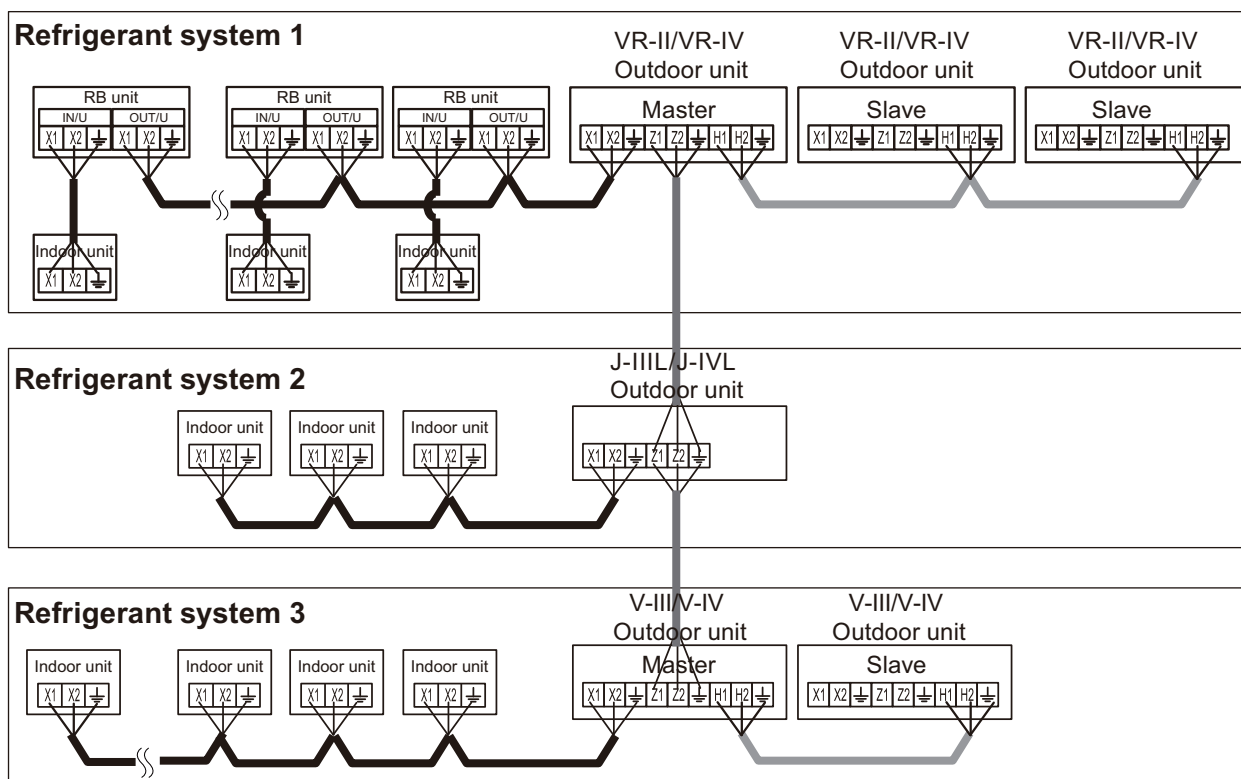 Refrigerant system 1
VR-II/VR-IV VR-II/VR-IV VR-II/VR-IV
Outdoor unit Outdoor unit Outdoor unit
RB unit RB unit RB unit
Master Slave Slave
IN/U OUT/U IN/U OUT/U IN/U OUT/U
X1 X2 X1 X2 X1 X2 X1 X2 X1 X2 X1 X2 X1 X2 Z1 Z2 H1 H2 X1 X2 Z1 Z2 H1 H2 X1 X2 Z1 Z2 H1 H2
Indoor unit Indoor unit Indoor unit
X1 X2 X1 X2 X1 X2
Refrigerant system 2
J-IIIL/J-IVL
Outdoor unit
Indoor unit Indoor unit Indoor unit
X1 X2 X1 X2 X1 X2 X1 X2 Z1 Z2
Refrigerant system 3
V-III/V-IV V-III/V-IV
Outdoor unit Outdoor unit
Indoor unit Indoor unit Indoor unit Indoor unit Master Slave
X1 X2 X1 X2 X1 X2 X1 X2 X1 X2 Z1 Z2 H1 H2 X1 X2 Z1 Z2 H1 H2